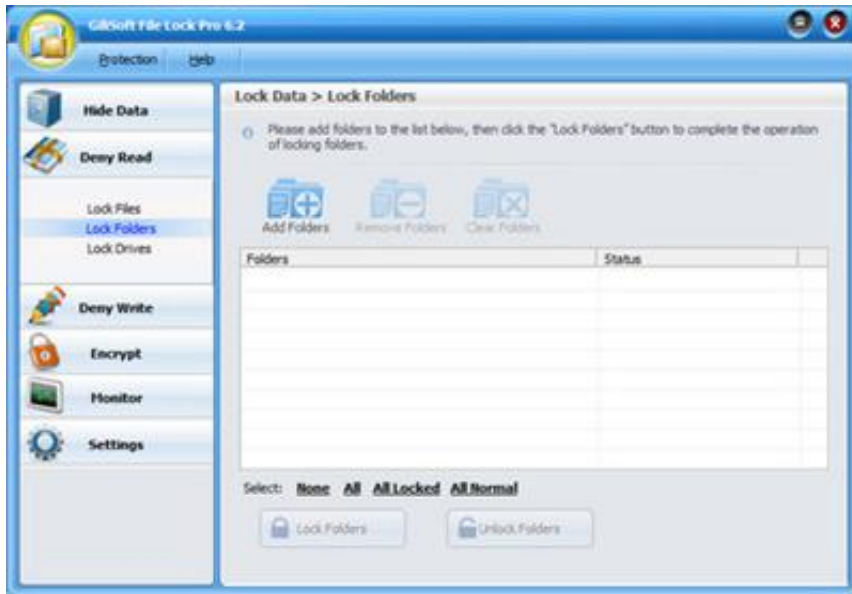 GiliSoft File Lock Pro 6.2
Protection Help
Hide Data
Deny Read
Lock Files
Lock Folders
Lock Drives
Deny Write
Encrypt
Monitor
Settings
Lock Data > Lock Folders
Please add folders to the list below, then click the "Lock Folders" button to complete the operation
of locking folders.
Add Folders Remove Folders Clear Folders
Folders Status
Select: None All All Locked All Normal
Lock Folders Unlock Folders